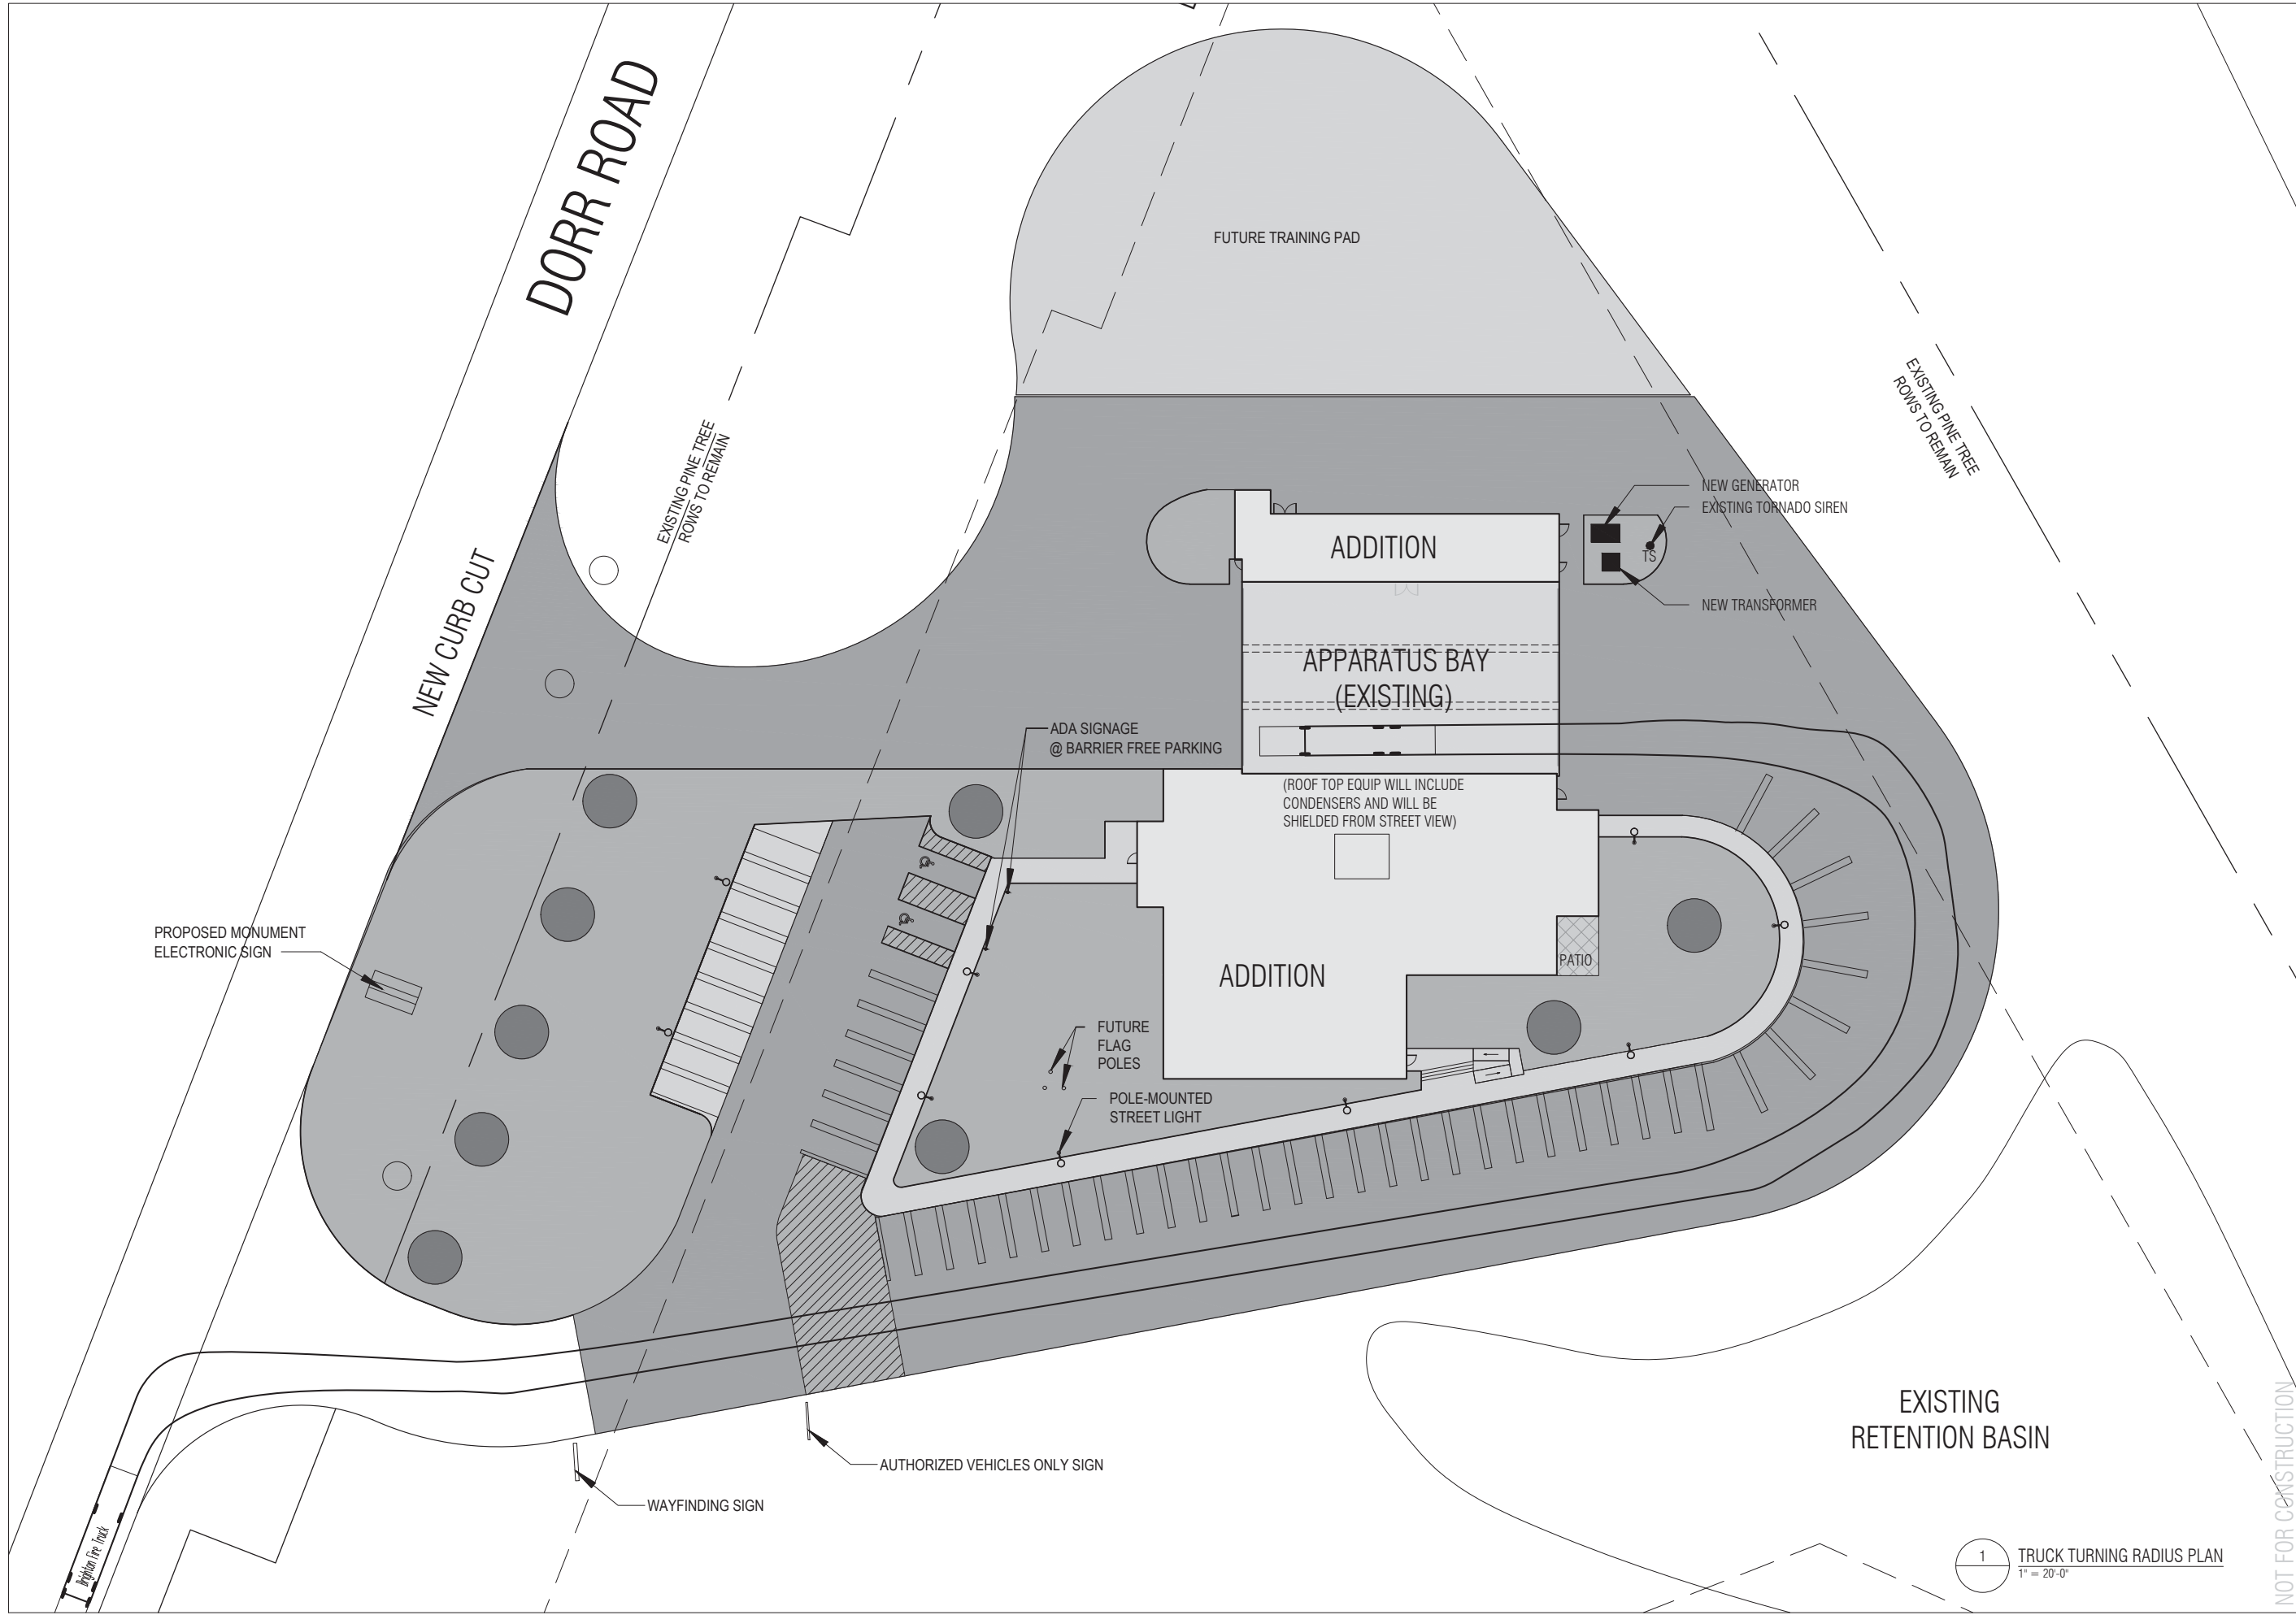 DORR ROAD
FUTURE TRAINING PAD
EXISTING PINE TREE
ROWS TO REMAIN
EXISTING PINE TREE
ROWS TO REMAIN
NEW CURB CUT
NEW GENERATOR
EXISTING TORNADO SIREN
TS
NEW TRANSFORMER
ADDITION
APPARATUS BAY
(EXISTING)
ADA SIGNAGE
@ BARRIER FREE PARKING
(ROOF TOP EQUIP WILL INCLUDE
CONDENSERS AND WILL BE
SHIELDED FROM STREET VIEW)
PROPOSED MONUMENT
ELECTRONIC SIGN
PATIO
ADDITION
FUTURE
FLAG
POLES
POLE-MOUNTED
STREET LIGHT
EXISTING
RETENTION BASIN
AUTHORIZED VEHICLES ONLY SIGN
WAYFINDING SIGN
Brighton Fire Truck
1
TRUCK TURNING RADIUS PLAN
1" = 20'-0"
NOT FOR CONSTRUCTION